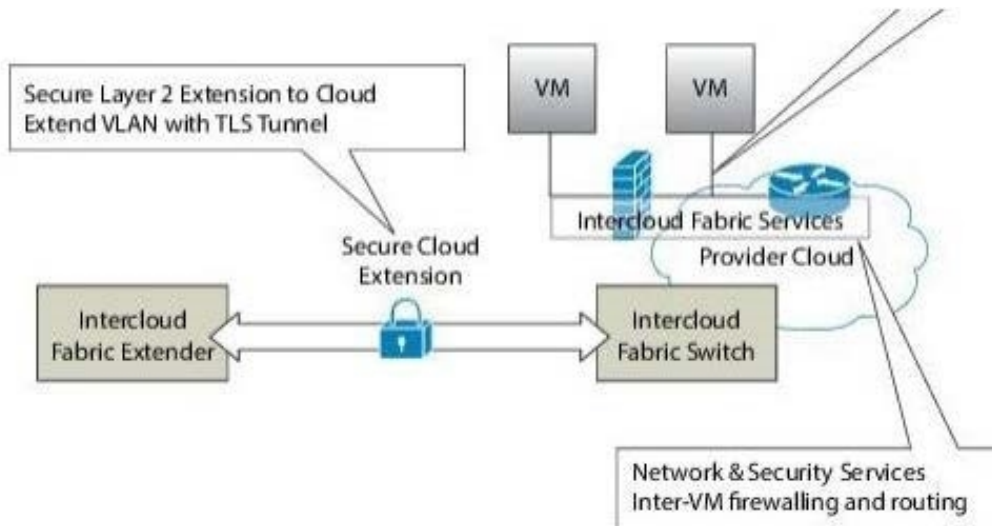 Secure Layer 2 Extension to Cloud
Extend VLAN with TLS Tunnel
VM
VM
Intercloud Fabric Services
Provider Cloud
Secure Cloud
Extension
Intercloud
Fabric Extender
Intercloud
Fabric Switch
Network & Security Services
Inter-VM firewalling and routing